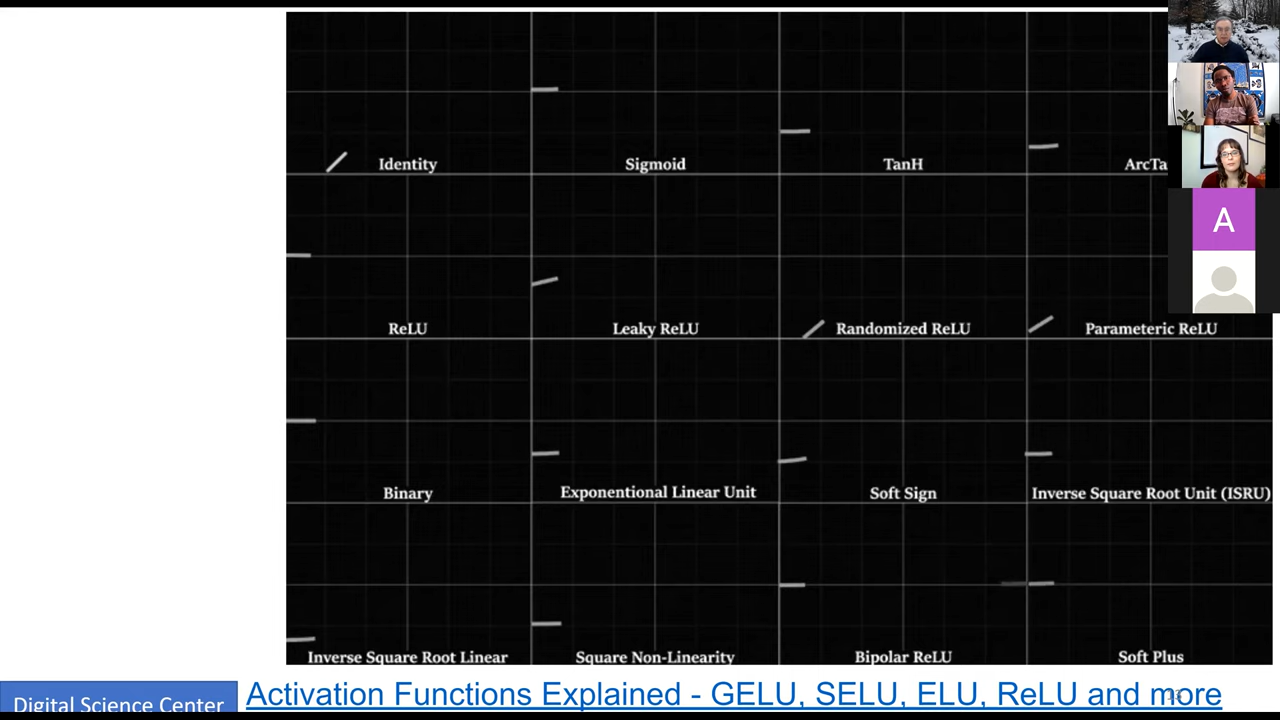 Identity
Sigmoid
TanH
ArcTa
A
ReLU
Leaky ReLU
Randomized ReLU
Parameteric ReLU
Binary
Exponential Linear Unit
Soft Sign
Inverse Square Root Unit (ISRU)
Inverse Square Root Linear
Square Non-Linearity
Bipolar ReLU
Soft Plus
Digital Science Center
Activation Functions Explained - GELU, SELU, ELU, ReLU and more